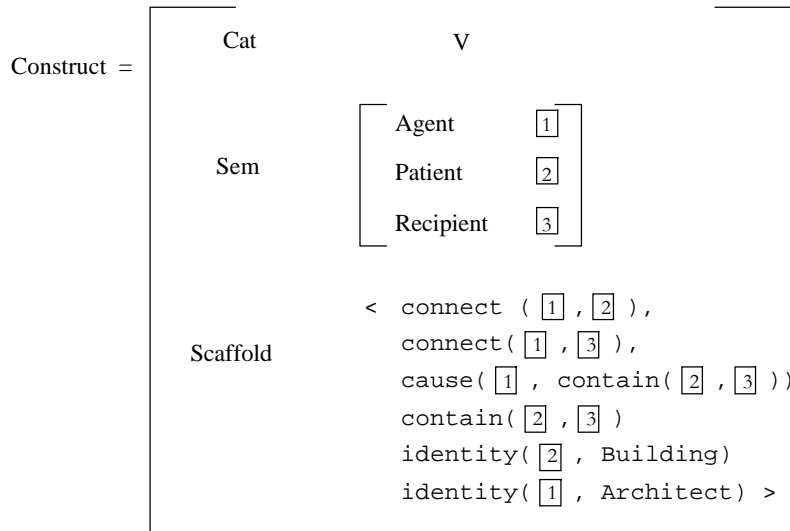 Cat V
Construct =
Agent 1
Sem Patient 2
Recipient 3
< connect ( 1 , 2 ),
Scaffold connect( 1 , 3 ),
cause( 1 , contain( 2 , 3 ))
contain( 2 , 3 )
identity( 2 , Building)
identity( 1 , Architect) >